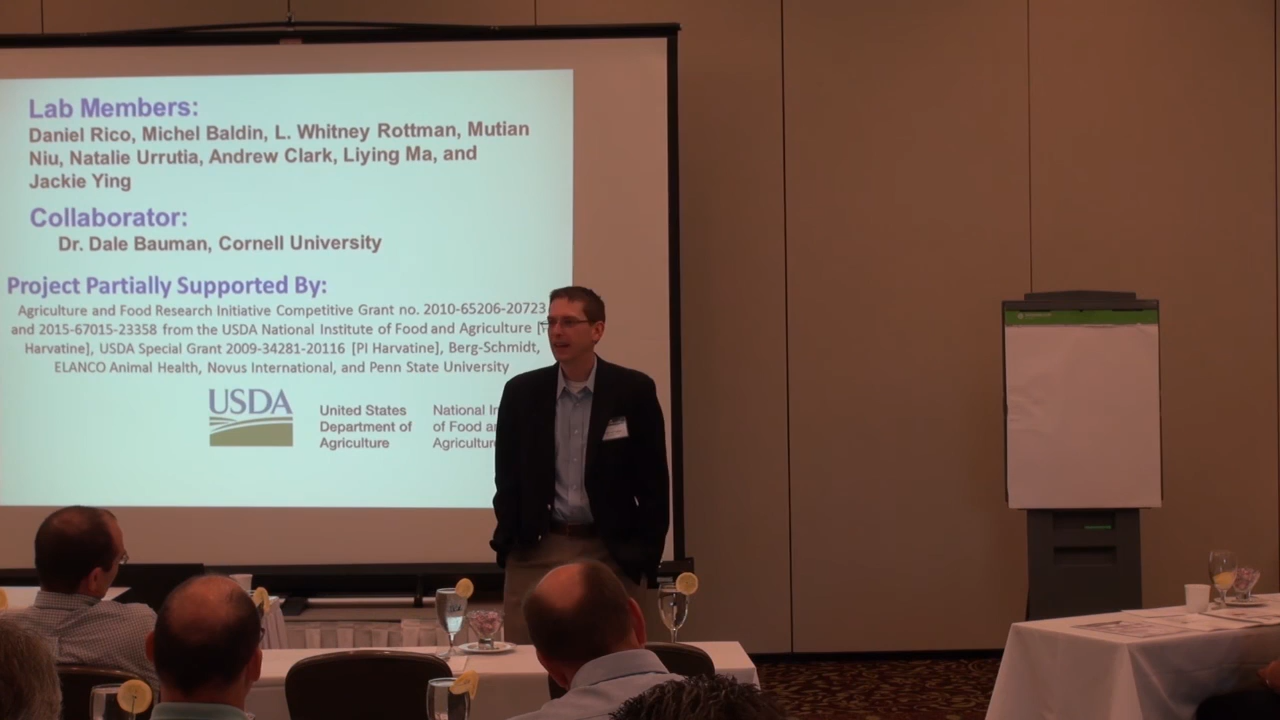 Lab Members:
Daniel Rico, Michel Baldin, L. Whitney Rottman, Mutian
Niu, Natalie Urrutia, Andrew Clark, Liying Ma, and
Jackie Ying
Collaborator:
Dr. Dale Bauman, Cornell University
Project Partially Supported By:
Agriculture and Food Research Initiative Competitive Grant no. 2010-65206-20723
and 2015-67015-23358 from the USDA National Institute of Food and Agriculture [
Harvatine], USDA Special Grant 2009-34281-20116 [PI Harvatine], Berg-Schmidt,
ELANCO Animal Health, Novus International, and Penn State University
USDA
United States
Department of
Agriculture
National
of Food
Agriculture